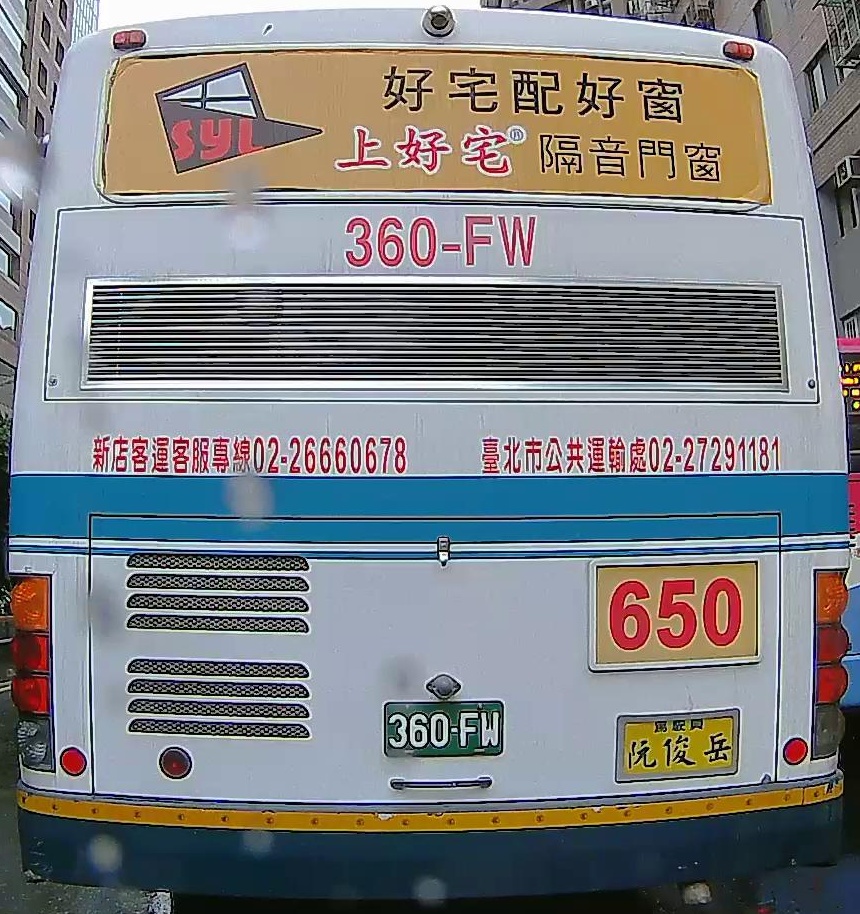 好宅配好窗
SYL
上好宅® 隔音門窗
360-FW
新店客運客服專線02-26660678
臺北市公共運輸處02-27291181
650
360-FW
駕駛員
阮俊岳